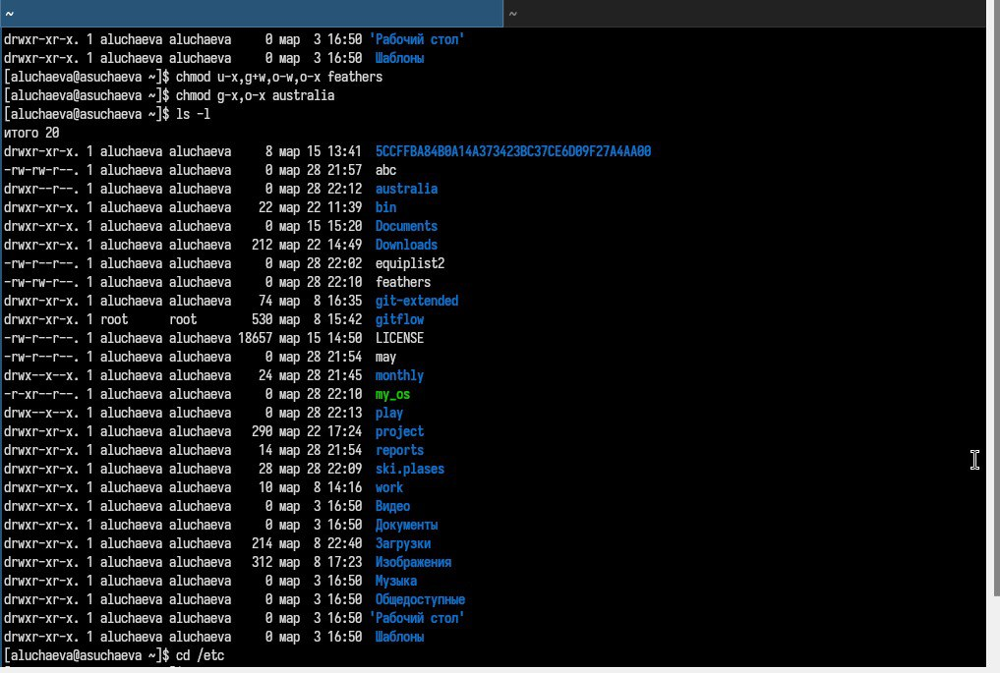 ~ ~
drwxr-xr-x. 1 aluchaeva aluchaeva     0 мар  3 16:50 'Рабочий стол'
drwxr-xr-x. 1 aluchaeva aluchaeva     0 мар  3 16:50  Шаблоны
[aluchaeva@asuchaeva ~]$ chmod u-x,g+w,o-w,o-x feathers
[aluchaeva@asuchaeva ~]$ chmod g-x,o-x australia
[aluchaeva@asuchaeva ~]$ ls -l
итого 20
drwxr-xr-x. 1 aluchaeva aluchaeva     8 мар 15 13:41  5CCFFBA84B0A14A373423BC37CE6D09F27A4AA00
-rw-rw-r--. 1 aluchaeva aluchaeva     0 мар 28 21:57  abc
drwxr--r--. 1 aluchaeva aluchaeva     0 мар 28 22:12  australia
drwxr-xr-x. 1 aluchaeva aluchaeva    22 мар 22 11:39  bin
drwxr-xr-x. 1 aluchaeva aluchaeva     0 мар 15 15:20  Documents
drwxr-xr-x. 1 aluchaeva aluchaeva   212 мар 22 14:49  Downloads
-rw-r--r--. 1 aluchaeva aluchaeva     0 мар 28 22:02  equiplist2
-rw-rw-r--. 1 aluchaeva aluchaeva     0 мар 28 22:10  feathers
drwxr-xr-x. 1 aluchaeva aluchaeva    74 мар  8 16:35  git-extended
drwxr-xr-x. 1 root      root        530 мар  8 15:42  gitflow
-rw-r--r--. 1 aluchaeva aluchaeva 18657 мар 15 14:50  LICENSE
-rw-r--r--. 1 aluchaeva aluchaeva     0 мар 28 21:54  may
drwx--x--x. 1 aluchaeva aluchaeva    24 мар 28 21:45  monthly
-r-xr--r--. 1 aluchaeva aluchaeva     0 мар 28 22:10  my_os
drwx--x--x. 1 aluchaeva aluchaeva     0 мар 28 22:13  play
drwxr-xr-x. 1 aluchaeva aluchaeva   290 мар 22 17:24  project
drwxr-xr-x. 1 aluchaeva aluchaeva    14 мар 28 21:54  reports
drwxr-xr-x. 1 aluchaeva aluchaeva    28 мар 28 22:09  ski.plases
drwxr-xr-x. 1 aluchaeva aluchaeva    10 мар  8 14:16  work
drwxr-xr-x. 1 aluchaeva aluchaeva     0 мар  3 16:50  Видео
drwxr-xr-x. 1 aluchaeva aluchaeva     0 мар  3 16:50  Документы
drwxr-xr-x. 1 aluchaeva aluchaeva   214 мар  8 22:40  Загрузки
drwxr-xr-x. 1 aluchaeva aluchaeva   312 мар  8 17:23  Изображения
drwxr-xr-x. 1 aluchaeva aluchaeva     0 мар  3 16:50  Музыка
drwxr-xr-x. 1 aluchaeva aluchaeva     0 мар  3 16:50  Общедоступные
drwxr-xr-x. 1 aluchaeva aluchaeva     0 мар  3 16:50 'Рабочий стол'
drwxr-xr-x. 1 aluchaeva aluchaeva     0 мар  3 16:50  Шаблоны
[aluchaeva@asuchaeva ~]$ cd /etc